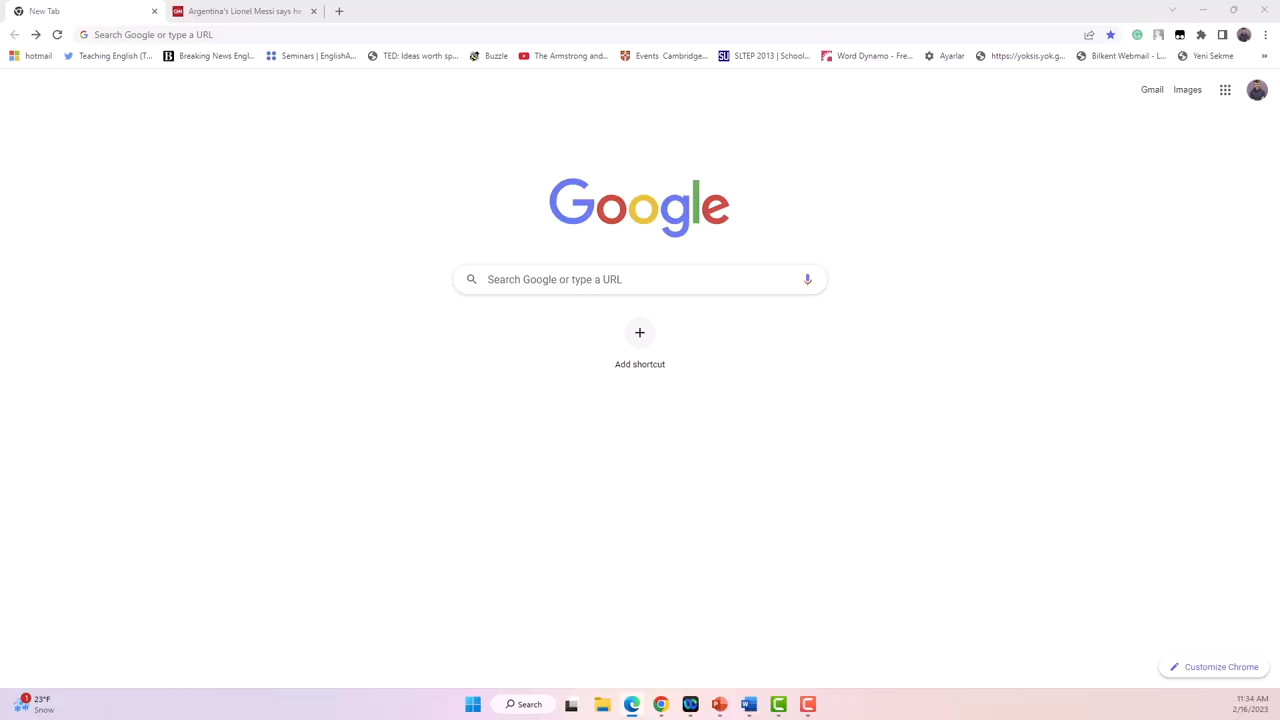 New Tab
Argentina's Lionel Messi says he
Search Google or type a URL
hotmail
Teaching English (T...
Breaking News Engl...
Seminars | EnglishA...
TED: Ideas worth sp...
Buzzle
The Armstrong and...
Events Cambridge...
SLTEP 2013 | School...
Word Dynamo - Fre...
Ayarlar
https://yoksis.yok.g...
Bilkent Webmail - L...
Yeni Sekme
»
Gmail
Images
Google
Search Google or type a URL
Add shortcut
Customize Chrome
1
23°F
Snow
Search
11:34 AM
2/16/2023